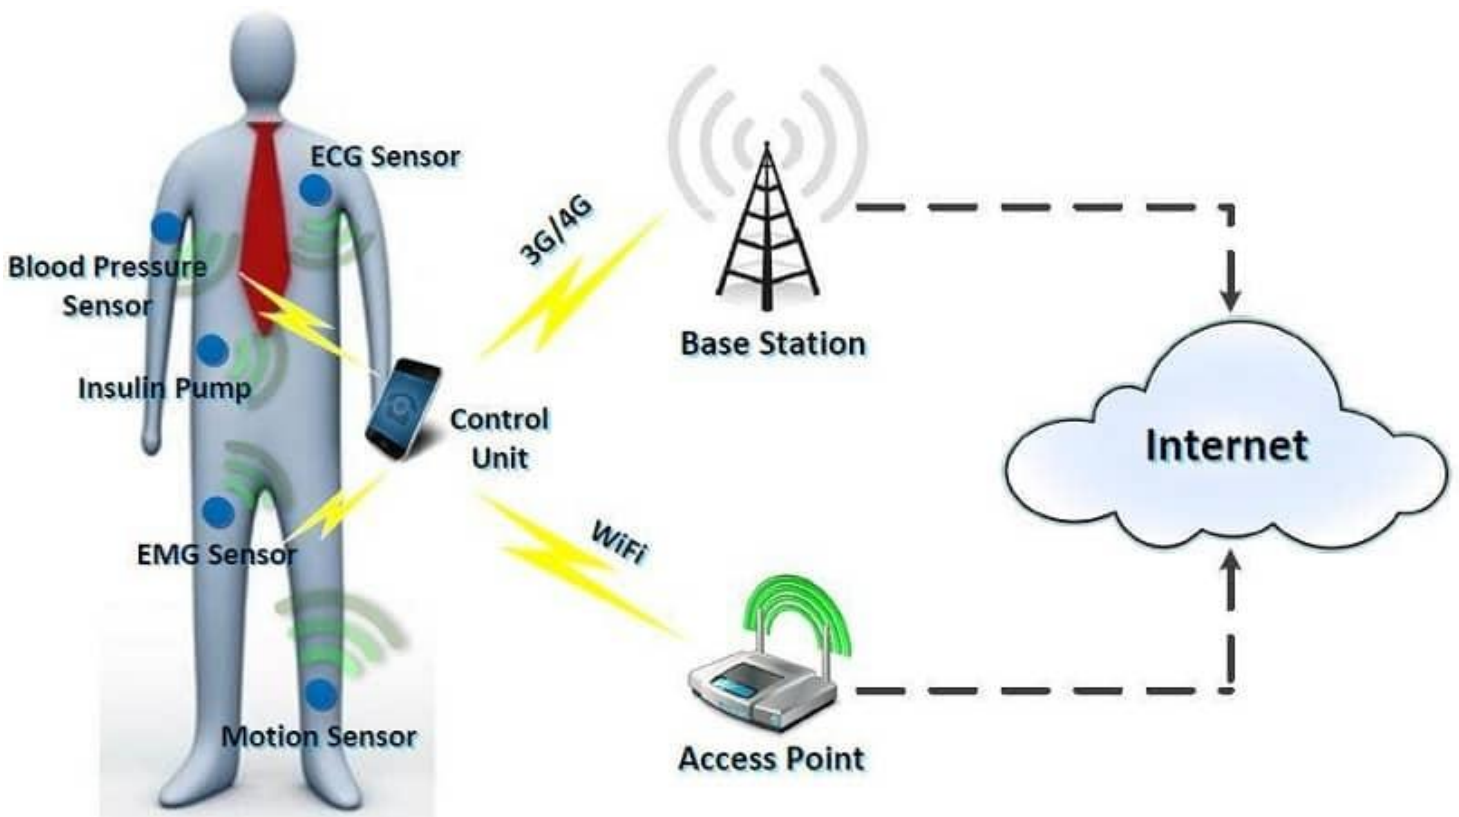 ECG Sensor
Blood Pressure
Sensor
Insulin Pump
EMG Sensor
Motion Sensor
Control
Unit
3G/4G
WiFi
Base Station
Access Point
Internet